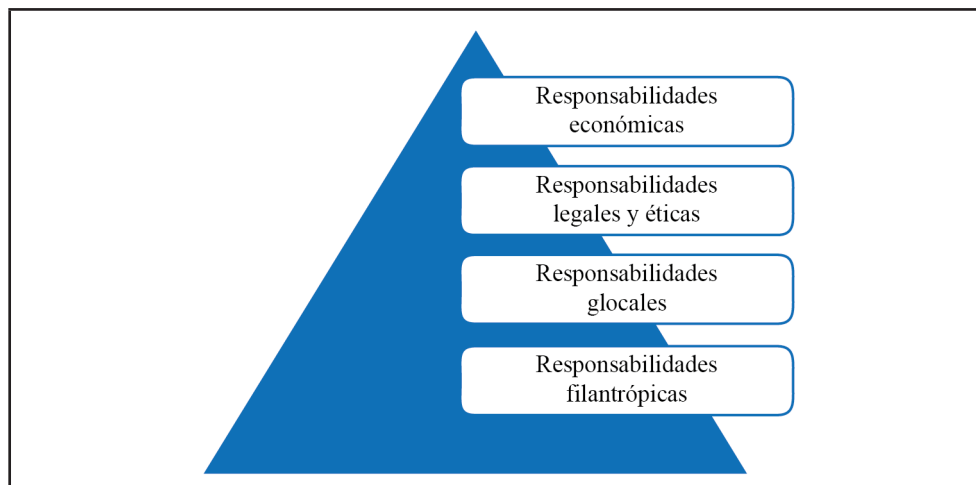 Responsabilidades
económicas
Responsabilidades
legales y éticas
Responsabilidades
glocales
Responsabilidades
filantrópicas